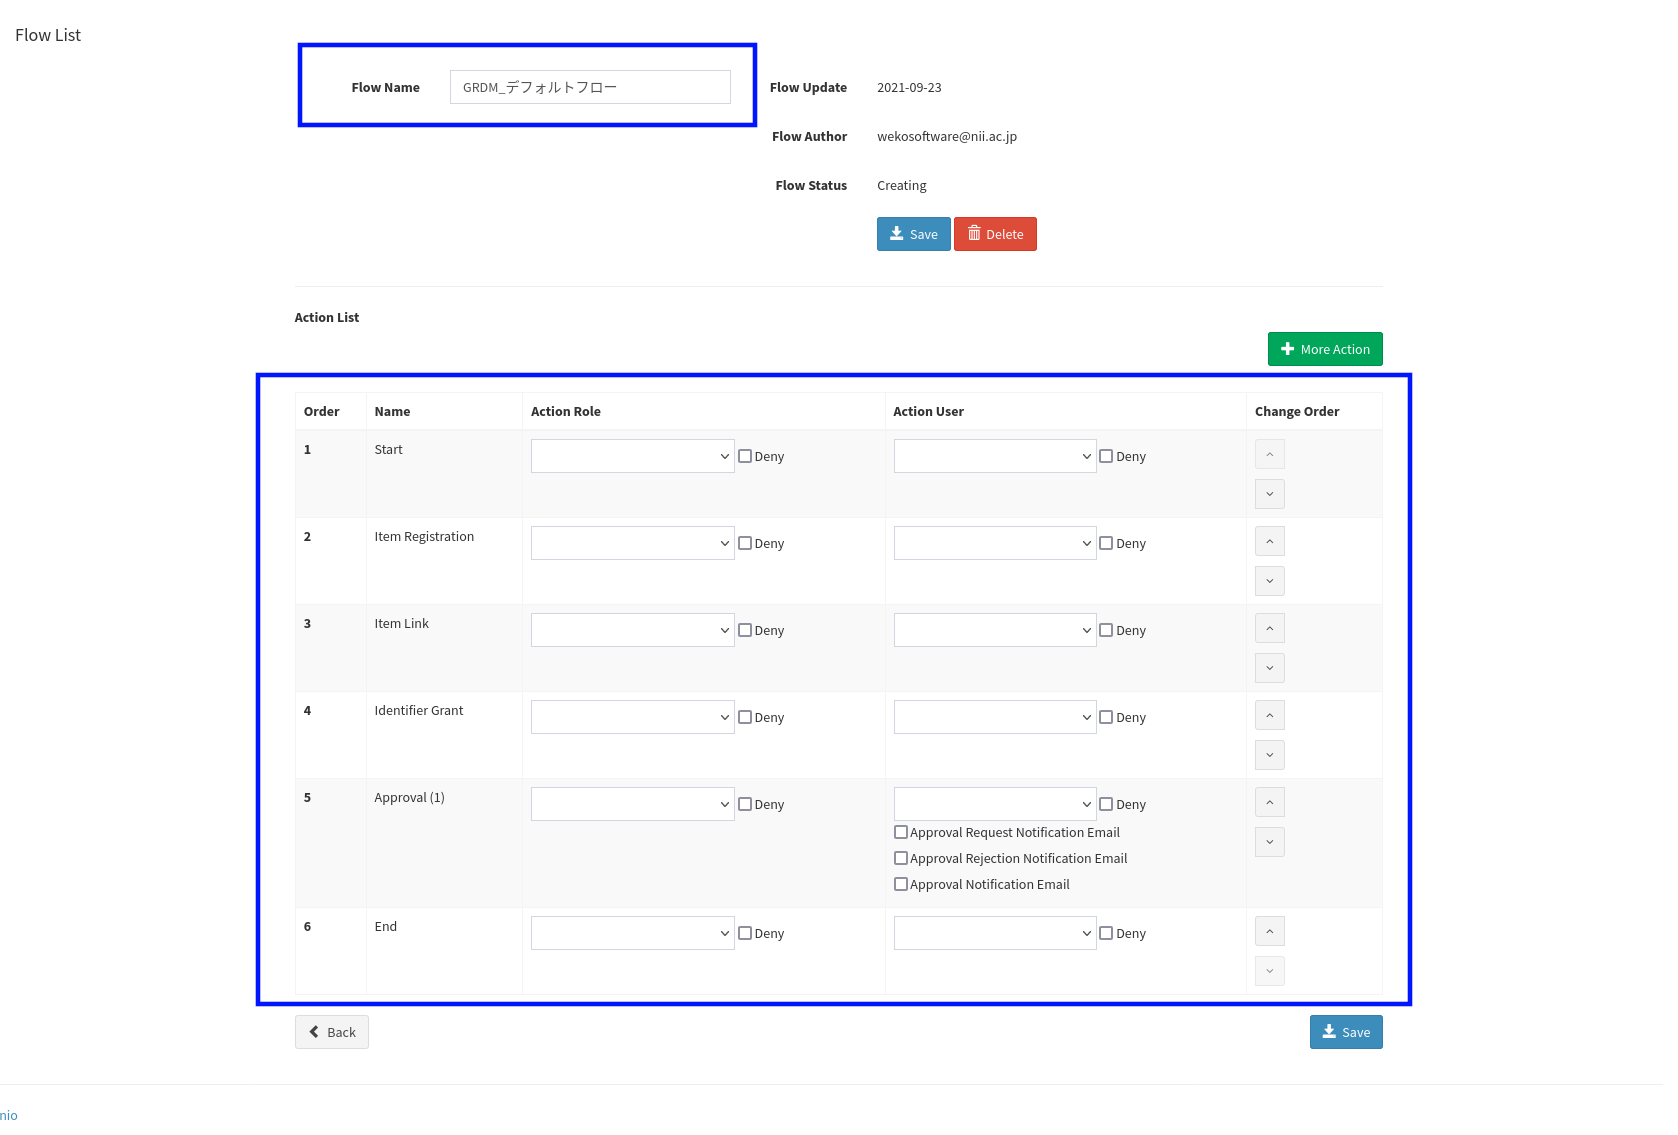 Flow List
Flow Name GRDM_デフォルトフロー Flow Update 2021-09-23
Flow Author wekosoftware@nii.ac.jp
Flow Status Creating
Save Delete
Action List
More Action
Order Name Action Role Action User Change Order
1 Start Deny Deny
2 Item Registration Deny Deny
3 Item Link Deny Deny
4 Identifier Grant Deny Deny
5 Approval (1) Deny Deny
Approval Request Notification Email
Approval Rejection Notification Email
Approval Notification Email
6 End Deny Deny
Back Save
nio